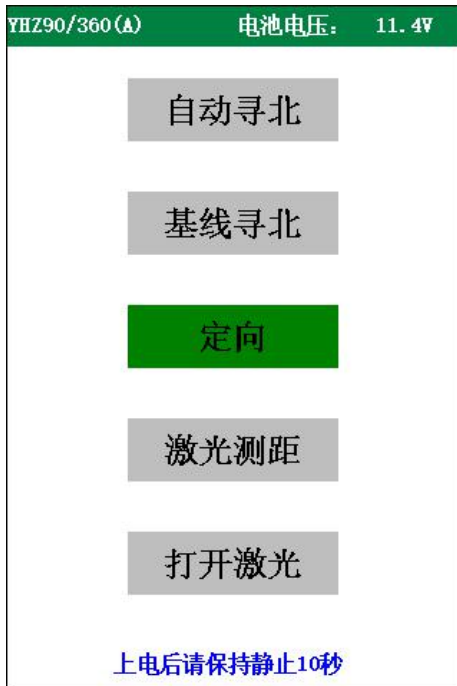 YHZ90/360(A) 电池电压: 11.4V
自动寻北
基线寻北
定向
激光测距
打开激光
上电后请保持静止10秒